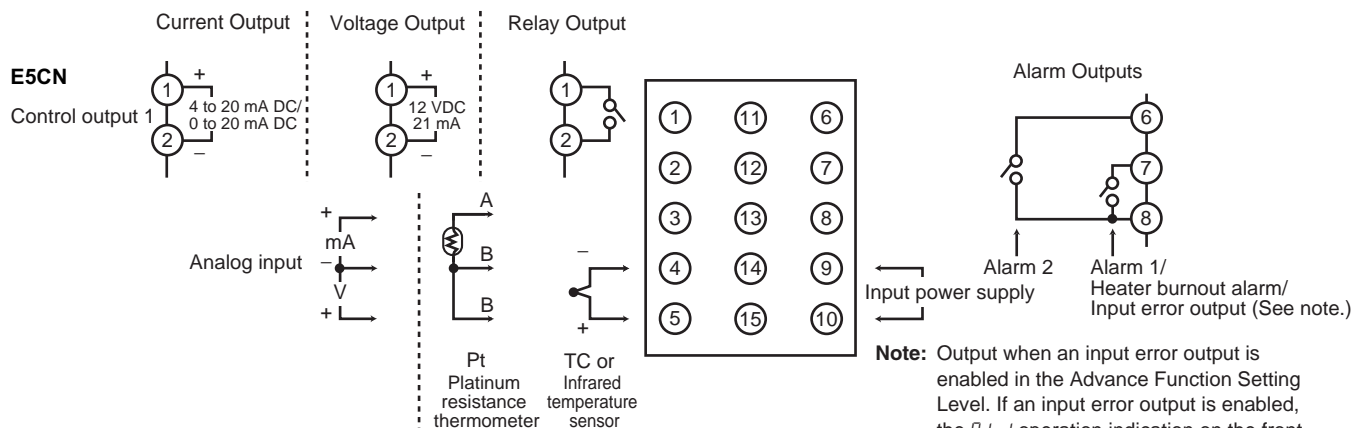 Current Output
Voltage Output
Relay Output
E5CN
Control output 1
1
+
4 to 20 mA DC/
0 to 20 mA DC
2
–
1
+
12 VDC
21 mA
2
–
1
2
Analog input
+
mA
–
V
+
A
B
B
Pt
Platinum
resistance
thermometer
–
+
TC or
Infrared
temperature
sensor
1 11 6
2 12 7
3 13 8
4 14 9
5 15 10
Input power supply
Alarm Outputs
6
7
8
Alarm 2
Alarm 1/
Heater burnout alarm/
Input error output (See note.)
Note: Output when an input error output is
enabled in the Advance Function Setting
Level. If an input error output is enabled,
operation indication on the front